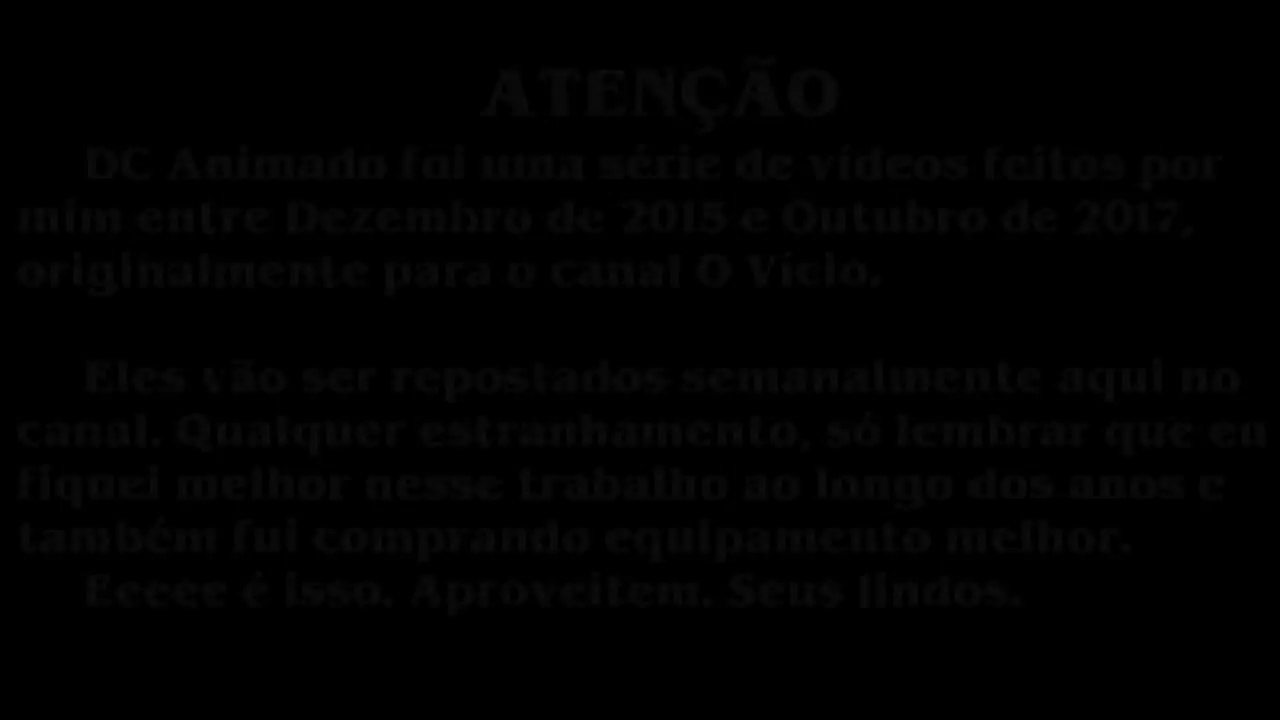 ATENÇÃO
DC Animado foi uma série de vídeos feitos por
mim entre Dezembro de 2015 e Outubro de 2017,
originalmente para o canal O Vício.
Eles vão ser repostados semanalmente aqui no
canal. Qualquer estranhamento, só lembrar que eu
fiquei melhor nesse trabalho ao longo dos anos e
também fui comprando equipamento melhor.
Eeeee é isso. Aproveitem. Seus lindos.